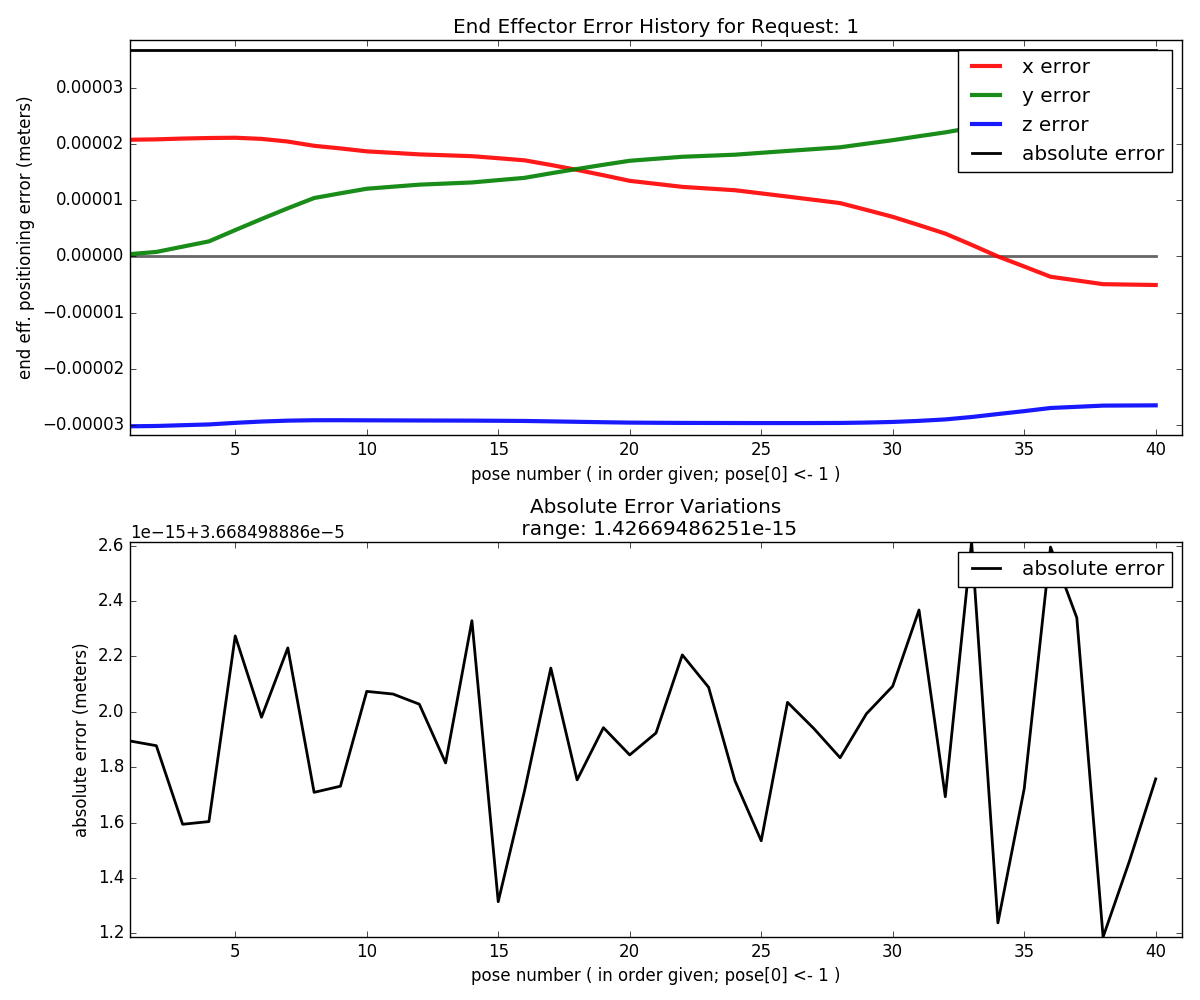 End Effector Error History for Request: 1
end eff. positioning error (meters)
0.00003
0.00002
0.00001
0.00000
−0.00001
−0.00002
−0.00003
x error
y error
z error
absolute error
5 10 15 20 25 30 35 40
pose number ( in order given; pose[0] <- 1 )
Absolute Error Variations
range: 1.42669486251e-15
1e−15+3.668498886e−5
absolute error (meters)
2.6
2.4
2.2
2.0
1.8
1.6
1.4
1.2
absolute error
5 10 15 20 25 30 35 40
pose number ( in order given; pose[0] <- 1 )